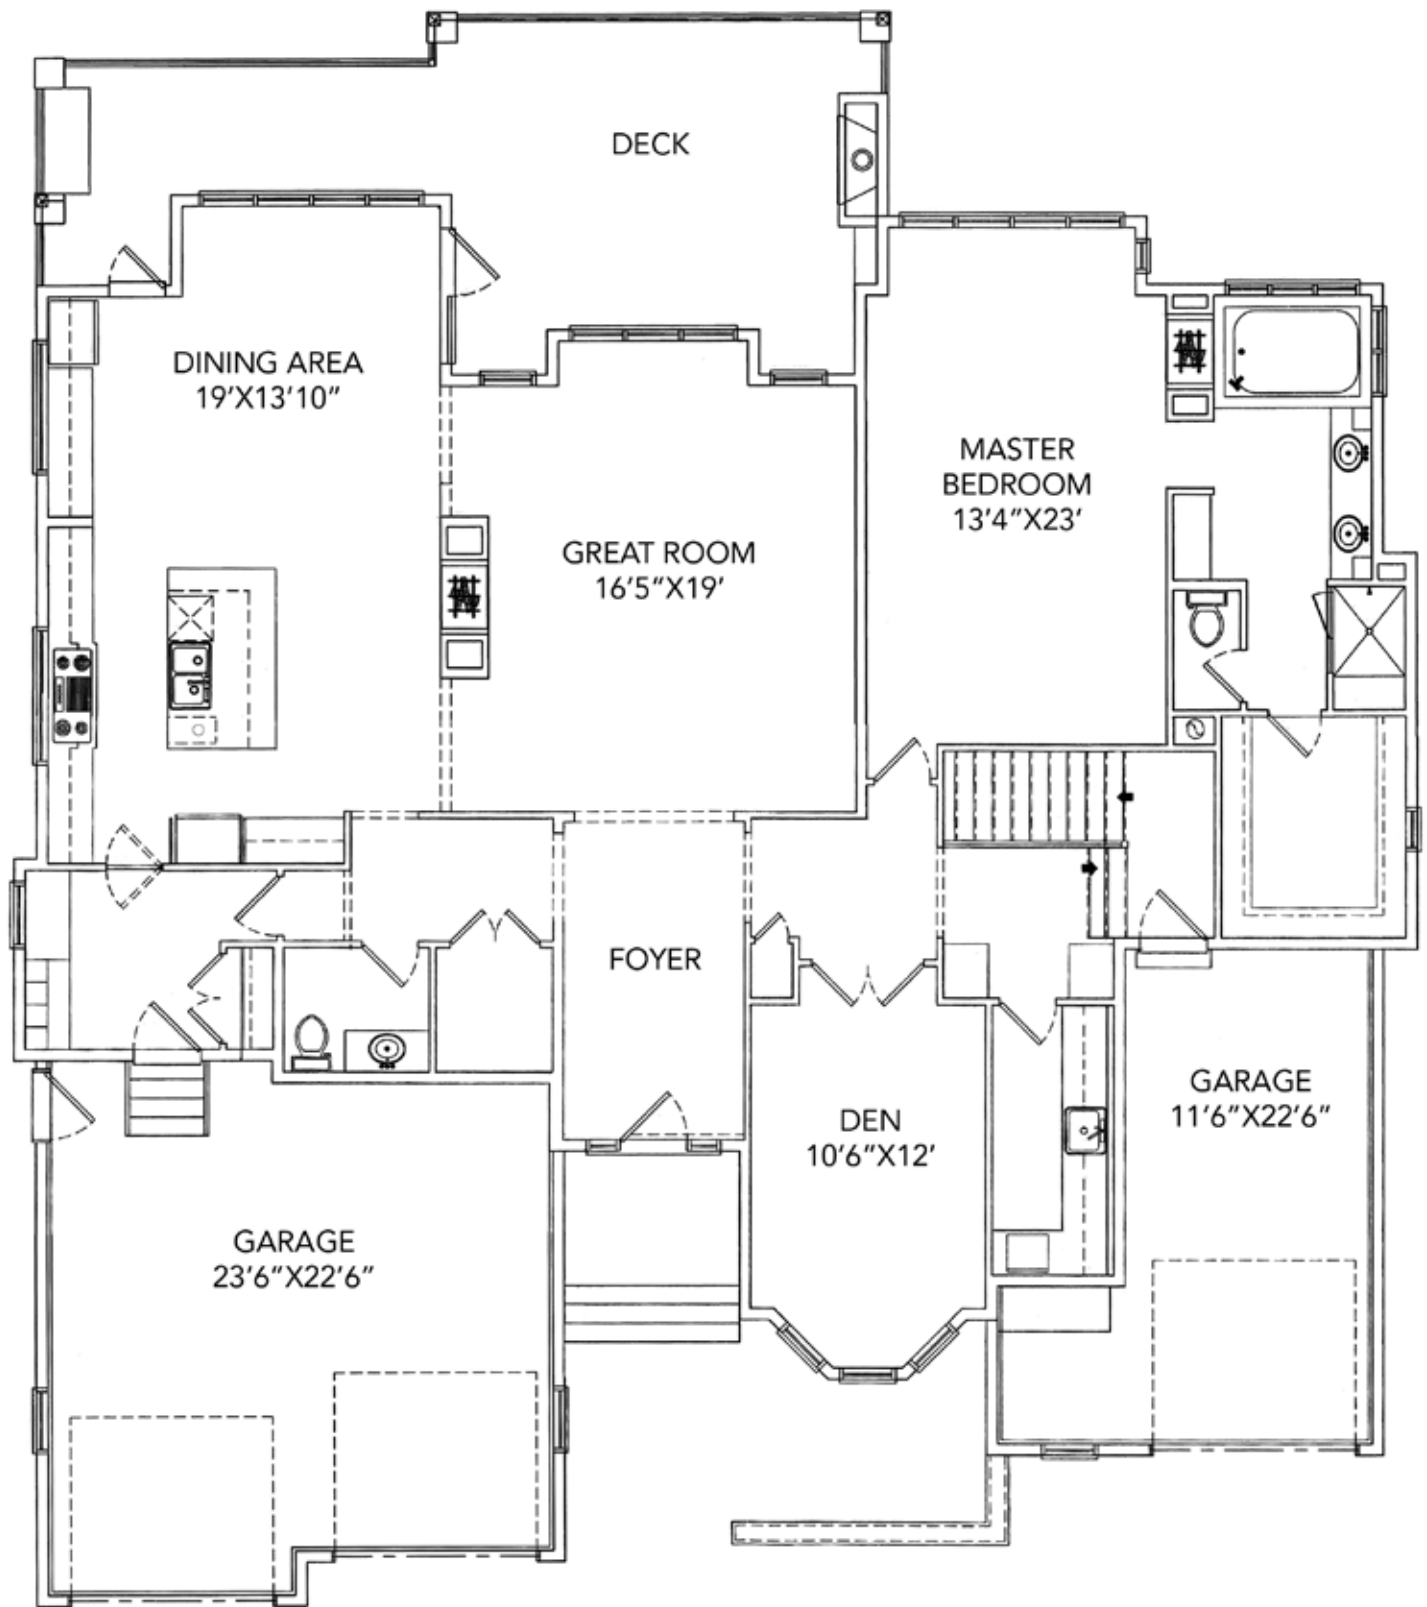 DECK
DINING AREA
19'X13'10"
MASTER
BEDROOM
13'4"X23'
GREAT ROOM
16'5"X19'
FOYER
GARAGE
11'6"X22'6"
DEN
10'6"X12'
GARAGE
23'6"X22'6"